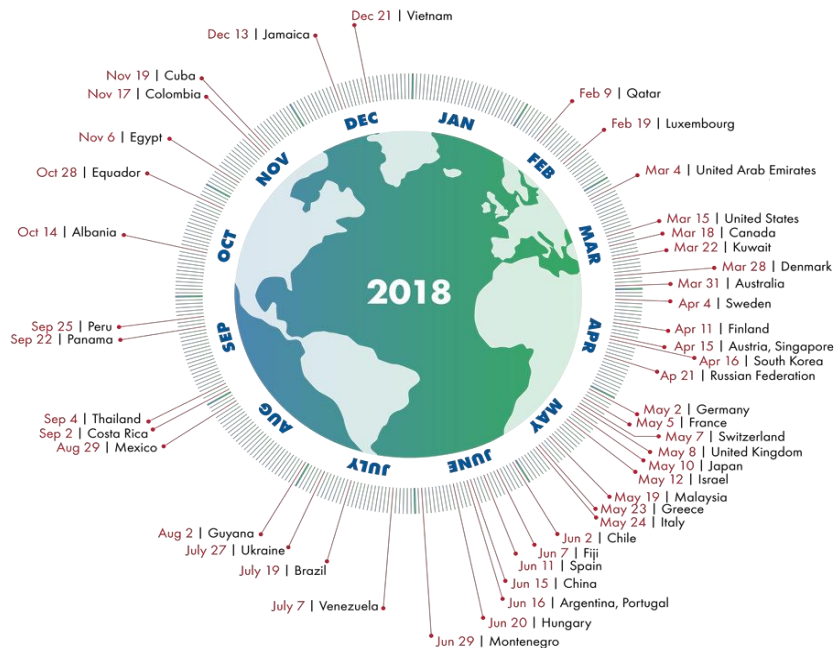 Dec 21 | Vietnam
Dec 13 | Jamaica
Nov 19 | Cuba
Nov 17 | Colombia
Nov 6 | Egypt
Oct 28 | Equador
Oct 14 | Albania
Sep 25 | Peru
Sep 22 | Panama
Sep 4 | Thailand
Sep 2 | Costa Rica
Aug 29 | Mexico
Aug 2 | Guyana
July 27 | Ukraine
July 19 | Brazil
July 7 | Venezuela
Feb 9 | Qatar
Feb 19 | Luxembourg
Mar 4 | United Arab Emirates
Mar 15 | United States
Mar 18 | Canada
Mar 22 | Kuwait
Mar 28 | Denmark
Mar 31 | Australia
Apr 4 | Sweden
Apr 11 | Finland
Apr 15 | Austria, Singapore
Apr 16 | South Korea
Ap 21 | Russian Federation
May 2 | Germany
May 5 | France
May 7 | Switzerland
May 8 | United Kingdom
May 10 | Japan
May 12 | Israel
May 19 | Malaysia
May 23 | Greece
May 24 | Italy
Jun 2 | Chile
Jun 7 | Fiji
Jun 11 | Spain
Jun 15 | China
Jun 16 | Argentina, Portugal
Jun 20 | Hungary
Jun 29 | Montenegro
JAN
FEB
MAR
APR
MAY
JUNE
JULY
AUG
SEP
OCT
NOV
DEC
2018